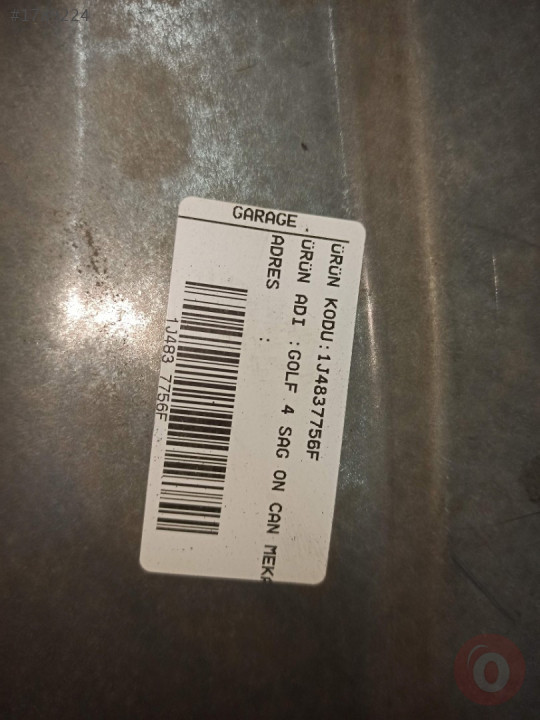 GARAGE .
ÜRÜN KODU:1J4837756F
ÜRÜN ADI :GOLF 4 SAG ON CAN MEKA
ADRES :
1J483 7756F